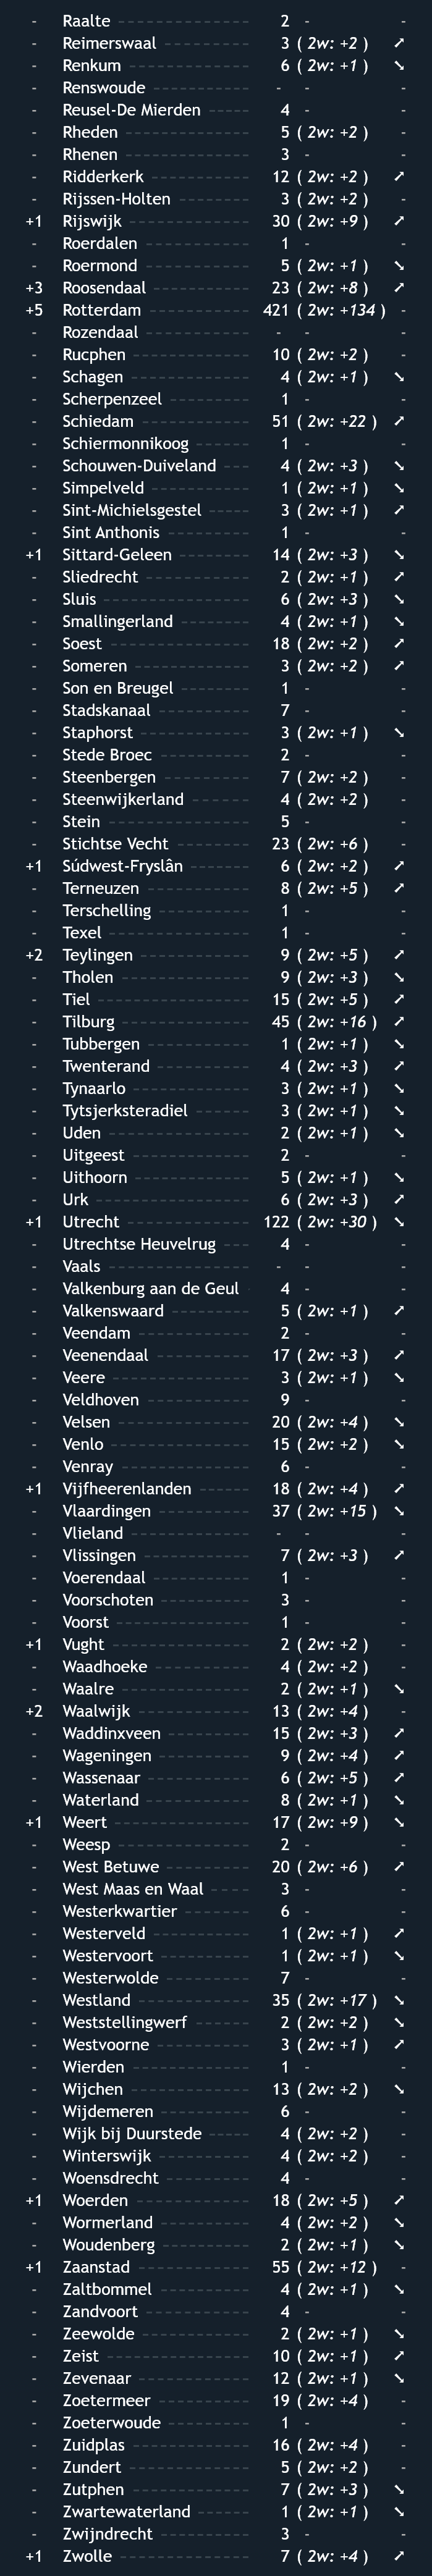 - Raalte 2 - -
- Reimerswaal 3 ( 2w: +2 ) ➚
- Renkum 6 ( 2w: +1 ) ➘
- Renswoude - - -
- Reusel-De Mierden 4 - -
- Rheden 5 ( 2w: +2 ) -
- Rhenen 3 - -
- Ridderkerk 12 ( 2w: +2 ) ➚
- Rijssen-Holten 3 ( 2w: +2 ) -
+1 Rijswijk 30 ( 2w: +9 ) ➚
- Roerdalen 1 - -
- Roermond 5 ( 2w: +1 ) ➘
+3 Roosendaal 23 ( 2w: +8 ) ➚
+5 Rotterdam 421 ( 2w: +134 ) -
- Rozendaal - - -
- Rucphen 10 ( 2w: +2 ) -
- Schagen 4 ( 2w: +1 ) ➘
- Scherpenzeel 1 - -
- Schiedam 51 ( 2w: +22 ) ➚
- Schiermonnikoog 1 - -
- Schouwen-Duiveland 4 ( 2w: +3 ) ➘
- Simpelveld 1 ( 2w: +1 ) ➘
- Sint-Michielsgestel 3 ( 2w: +1 ) ➚
- Sint Anthonis 1 - -
+1 Sittard-Geleen 14 ( 2w: +3 ) ➘
- Sliedrecht 2 ( 2w: +1 ) ➚
- Sluis 6 ( 2w: +3 ) ➘
- Smallingerland 4 ( 2w: +1 ) ➘
- Soest 18 ( 2w: +2 ) ➚
- Someren 3 ( 2w: +2 ) ➚
- Son en Breugel 1 - -
- Stadskanaal 7 - -
- Staphorst 3 ( 2w: +1 ) ➘
- Stede Broec 2 - -
- Steenbergen 7 ( 2w: +2 ) -
- Steenwijkerland 4 ( 2w: +2 ) -
- Stein 5 - -
- Stichtse Vecht 23 ( 2w: +6 ) -
+1 Súdwest-Fryslân 6 ( 2w: +2 ) ➚
- Terneuzen 8 ( 2w: +5 ) ➚
- Terschelling 1 - -
- Texel 1 - -
+2 Teylingen 9 ( 2w: +5 ) ➚
- Tholen 9 ( 2w: +3 ) ➘
- Tiel 15 ( 2w: +5 ) ➚
- Tilburg 45 ( 2w: +16 ) ➚
- Tubbergen 1 ( 2w: +1 ) ➘
- Twenterand 4 ( 2w: +3 ) ➚
- Tynaarlo 3 ( 2w: +1 ) ➘
- Tytsjerksteradiel 3 ( 2w: +1 ) ➘
- Uden 2 ( 2w: +1 ) ➘
- Uitgeest 2 - -
- Uithoorn 5 ( 2w: +1 ) ➘
- Urk 6 ( 2w: +3 ) ➚
+1 Utrecht 122 ( 2w: +30 ) ➘
- Utrechtse Heuvelrug 4 - -
- Vaals - - -
- Valkenburg aan de Geul 4 - -
- Valkenswaard 5 ( 2w: +1 ) ➚
- Veendam 2 - -
- Veenendaal 17 ( 2w: +3 ) ➚
- Veere 3 ( 2w: +1 ) ➘
- Veldhoven 9 - -
- Velsen 20 ( 2w: +4 ) ➘
- Venlo 15 ( 2w: +2 ) ➘
- Venray 6 - -
+1 Vijfheerenlanden 18 ( 2w: +4 ) ➚
- Vlaardingen 37 ( 2w: +15 ) ➘
- Vlieland - - -
- Vlissingen 7 ( 2w: +3 ) ➚
- Voerendaal 1 - -
- Voorschoten 3 - -
- Voorst 1 - -
+1 Vught 2 ( 2w: +2 ) -
- Waadhoeke 4 ( 2w: +2 ) -
- Waalre 2 ( 2w: +1 ) ➘
+2 Waalwijk 13 ( 2w: +4 ) -
- Waddinxveen 15 ( 2w: +3 ) ➚
- Wageningen 9 ( 2w: +4 ) ➚
- Wassenaar 6 ( 2w: +5 ) ➚
- Waterland 8 ( 2w: +1 ) ➘
+1 Weert 17 ( 2w: +9 ) ➘
- Weesp 2 - -
- West Betuwe 20 ( 2w: +6 ) ➚
- West Maas en Waal 3 - -
- Westerkwartier 6 - -
- Westerveld 1 ( 2w: +1 ) ➚
- Westervoort 1 ( 2w: +1 ) ➘
- Westerwolde 7 - -
- Westland 35 ( 2w: +17 ) ➘
- Weststellingwerf 2 ( 2w: +2 ) ➘
- Westvoorne 3 ( 2w: +1 ) ➚
- Wierden 1 - -
- Wijchen 13 ( 2w: +2 ) ➘
- Wijdemeren 6 - -
- Wijk bij Duurstede 4 ( 2w: +2 ) -
- Winterswijk 4 ( 2w: +2 ) -
- Woensdrecht 4 - -
+1 Woerden 18 ( 2w: +5 ) ➚
- Wormerland 4 ( 2w: +2 ) ➘
- Woudenberg 2 ( 2w: +1 ) ➘
+1 Zaanstad 55 ( 2w: +12 ) -
- Zaltbommel 4 ( 2w: +1 ) ➘
- Zandvoort 4 - -
- Zeewolde 2 ( 2w: +1 ) ➘
- Zeist 10 ( 2w: +1 ) ➚
- Zevenaar 12 ( 2w: +1 ) ➘
- Zoetermeer 19 ( 2w: +4 ) -
- Zoeterwoude 1 - -
- Zuidplas 16 ( 2w: +4 ) -
- Zundert 5 ( 2w: +2 ) -
- Zutphen 7 ( 2w: +3 ) ➘
- Zwartewaterland 1 ( 2w: +1 ) ➘
- Zwijndrecht 3 - -
+1 Zwolle 7 ( 2w: +4 ) ➚